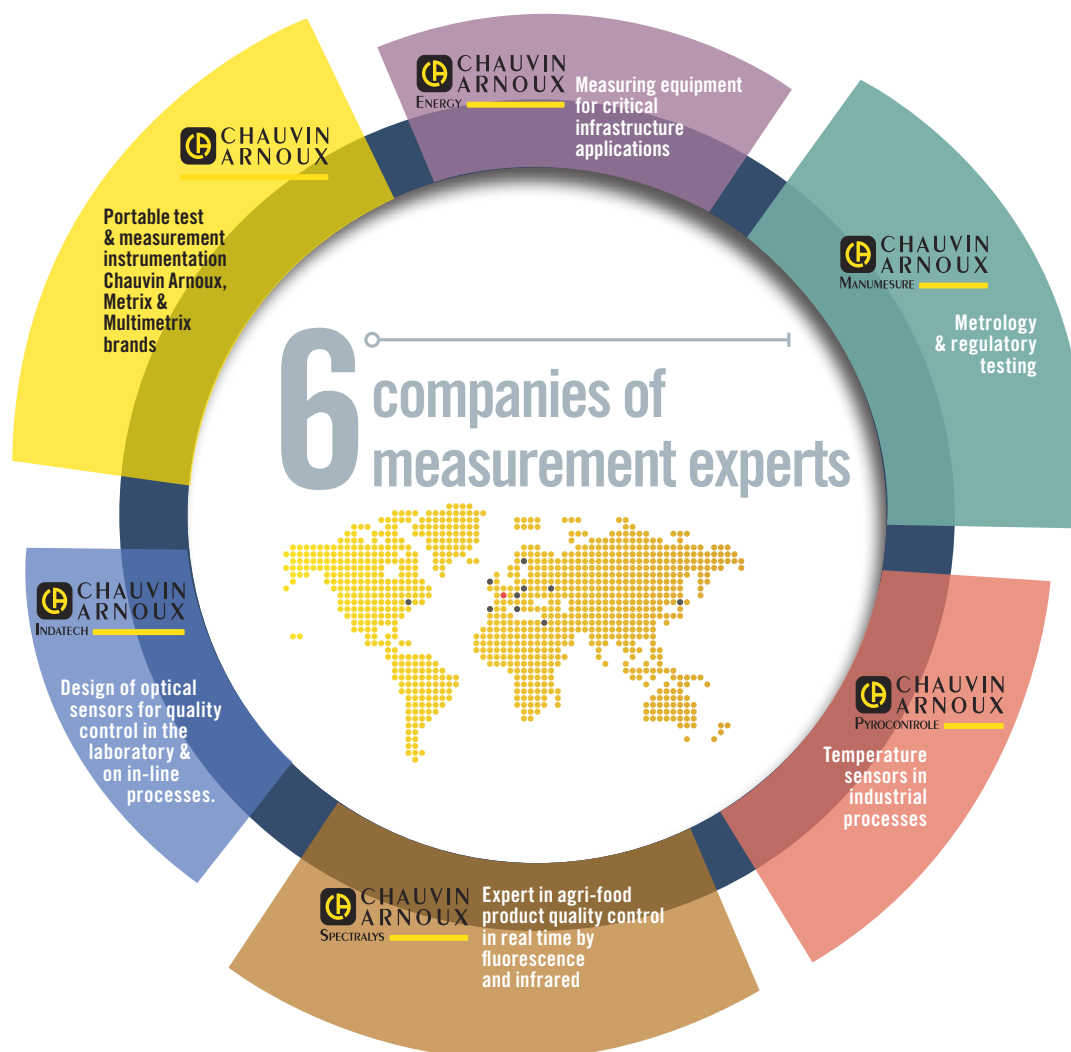 CHAUVIN
ARNOUX
Portable test
& measurement
instrumentation
Chauvin Arnoux,
Metrix &
Multimetrix
brands
CHAUVIN
ARNOUX
ENERGY
Measuring equipment
for critical
infrastructure
applications
CHAUVIN
ARNOUX
MANUMESURE
Metrology
& regulatory
testing
6
companies of
measurement experts
CHAUVIN
ARNOUX
PYROCONTROLE
Temperature
sensors in
industrial
processes
CHAUVIN
ARNOUX
SPECTRALYS
Expert in agri-food
product quality control
in real time by
fluorescence
and infrared
CHAUVIN
ARNOUX
INDATECH
Design of optical
sensors for quality
control in the
laboratory &
on in-line
processes.